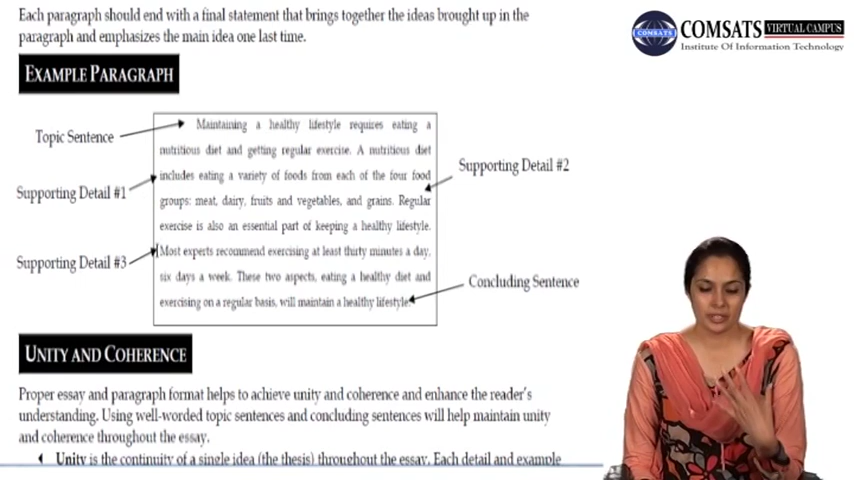 Each paragraph should end with a final statement that brings together the ideas brought up in the
paragraph and emphasizes the main idea one last time.
COMSATS
COMSATS VIRTUAL CAMPUS
Institute Of Information Technology
EXAMPLE PARAGRAPH
Topic Sentence
Supporting Detail #1
Supporting Detail #3
Maintaining a healthy lifestyle requires eating a
nutritious diet and getting regular exercise. A nutritious diet
includes eating a variety of foods from each of the four food
groups: meat, dairy, fruits and vegetables, and grains. Regular
exercise is also an essential part of keeping a healthy lifestyle.
Most experts recommend exercising at least thirty minutes a day,
six days a week. These two aspects, eating a healthy diet and
exercising on a regular basis, will maintain a healthy lifestyle.
Supporting Detail #2
Concluding Sentence
UNITY AND COHERENCE
Proper essay and paragraph format helps to achieve unity and coherence and enhance the reader's
understanding. Using well-worded topic sentences and concluding sentences will help maintain unity
and coherence throughout the essay.
Unity is the continuity of a single idea (the thesis) throughout the essay. Each detail and example